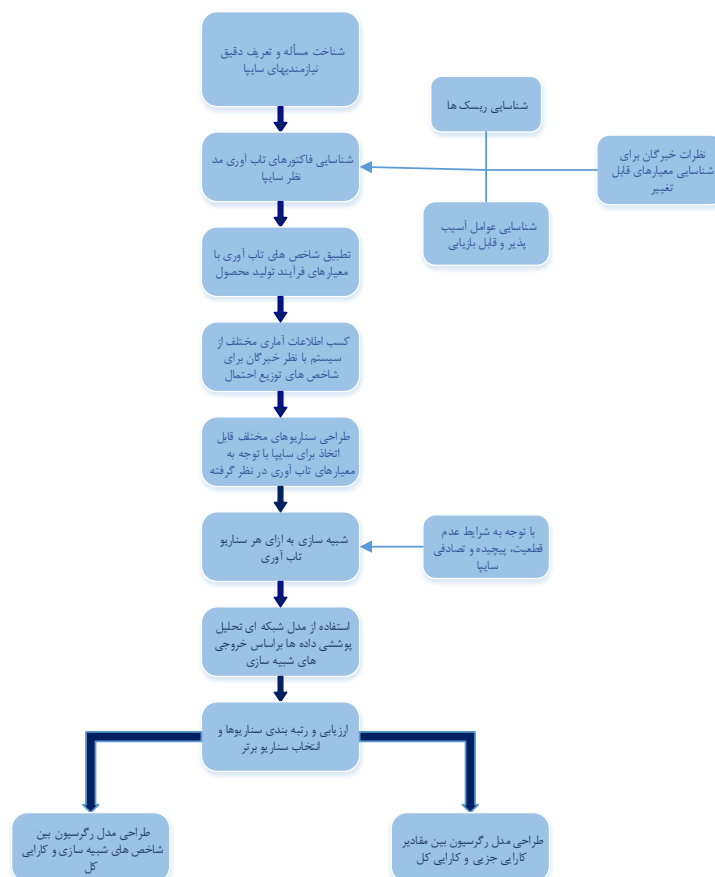 شناخت مسأله و تعریف دقیق
نیازمندیهای سایپا
شناسایی ریسک ها
نظرات خبرگان برای
شناسایی معیارهای قابل
تغییر
شناسایی فاکتورهای تاب آوری مد
نظر سایپا
شناسایی عوامل آسیب
پذیر و قابل بازیابی
تطبیق شاخص های تاب آوری با
معیارهای فرآیند تولید محصول
کسب اطلاعات آماری مختلف از
سیستم با نظر خبرگان برای
شاخص های توزیع احتمال
طراحی سناریوهای مختلف قابل
اتخاذ برای سایپا با توجه به
معیارهای تاب آوری در نظر گرفته
شبیه سازی به ازای هر سناریو
تاب آوری
با توجه به شرایط عدم
قطعیت، پیچیده و تصادفی
سایپا
استفاده از مدل شبکه ای تحلیل
پوششی داده ها براساس خروجی
های شبیه سازی
ارزیابی و رتبه بندی سناریوها و
انتخاب سناریو برتر
طراحی مدل رگرسیون بین مقادیر
کارایی جزیی و کارایی کل
طراحی مدل رگرسیون بین
شاخص های شبیه سازی و کارایی
کل